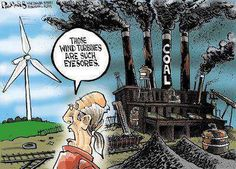 THOSE
WIND TURBINES
ARE SUCH
EYESORES.
COAL